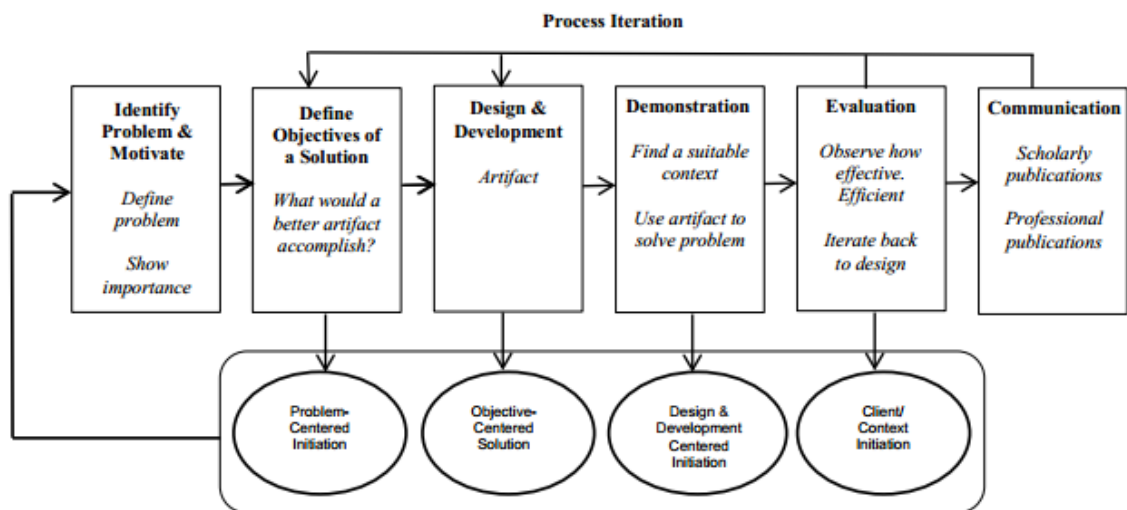 Process Iteration
Identify
Problem &
Motivate
Define
problem
Show
importance
Define
Objectives of
a Solution
What would a
better artifact
accomplish?
Design &
Development
Artifact
Demonstration
Find a suitable
context
Use artifact to
solve problem
Evaluation
Observe how
effective.
Efficient
Iterate back
to design
Communication
Scholarly
publications
Professional
publications
Problem-
Centered
Initiation
Objective-
Centered
Solution
Design &
Development
Centered
Initiation
Client/
Context
Initiation